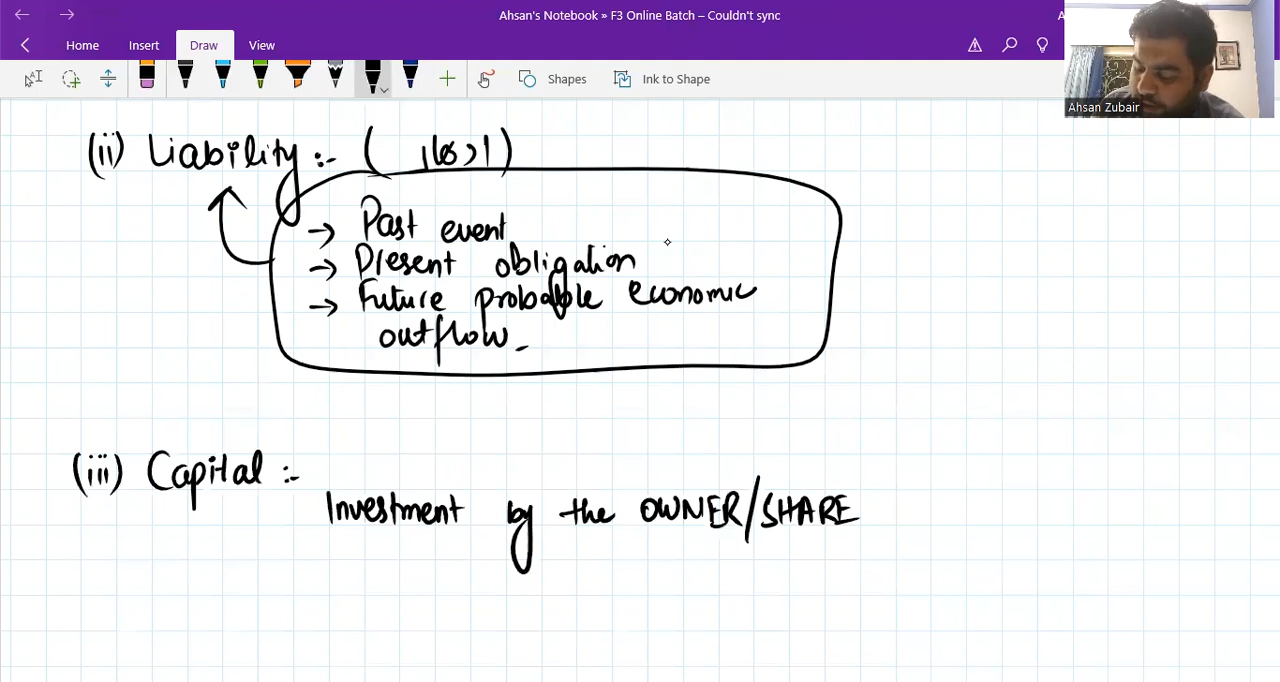 Ahsan's Notebook » F3 Online Batch – Couldn't sync
Home Insert Draw View
Shapes Ink to Shape
Ahsan Zubair
(ii) Liability :- ( ادھار )
→ Past event
→ Present obligation
→ Future probable economic
outflow.
(iii) Capital :-
Investment by the OWNER/SHARE